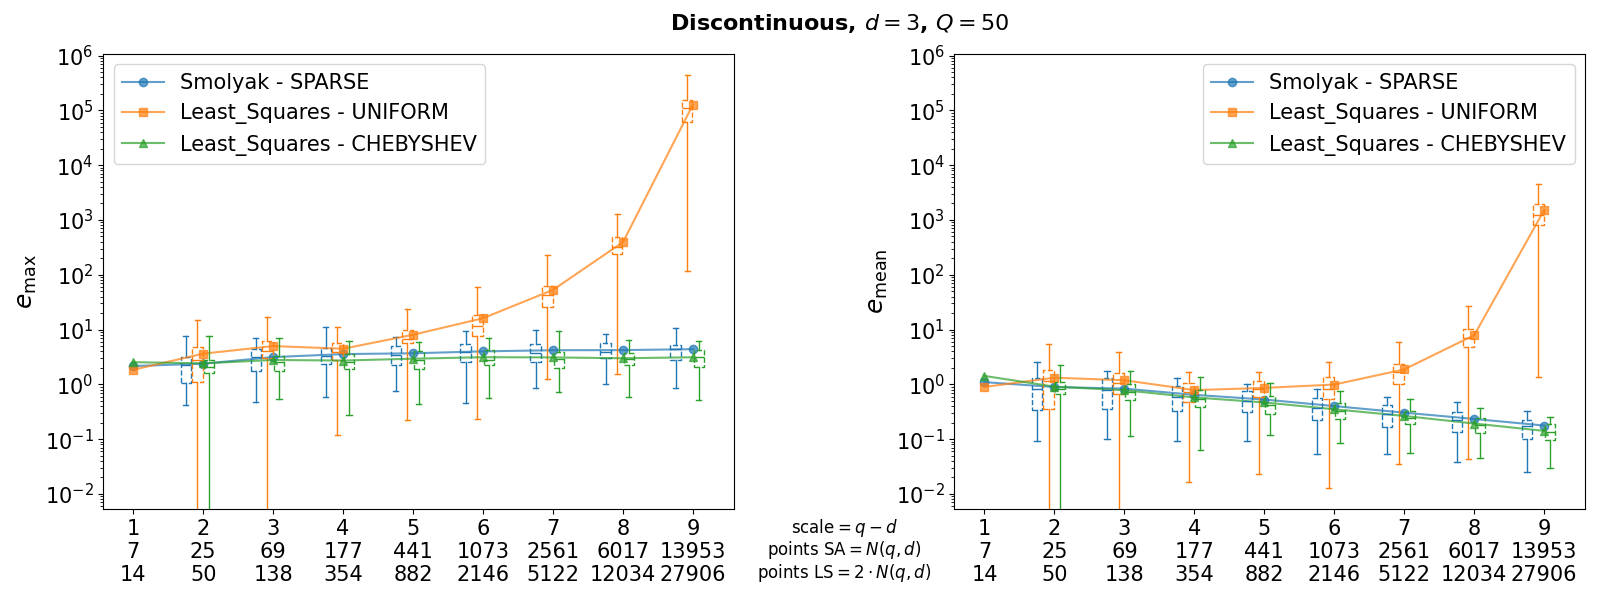 Discontinuous, d = 3, Q = 50
10^6
10^5
10^4
10^3
10^2
10^1
10^0
10^-1
10^-2
e_max
Smolyak - SPARSE
Least_Squares - UNIFORM
Least_Squares - CHEBYSHEV
1 2 3 4 5 6 7 8 9
7 25 69 177 441 1073 2561 6017 13953
14 50 138 354 882 2146 5122 12034 27906
scale = q − d
points SA = N(q, d)
points LS = 2 · N(q, d)
10^6
10^5
10^4
10^3
10^2
10^1
10^0
10^-1
10^-2
e_mean
Smolyak - SPARSE
Least_Squares - UNIFORM
Least_Squares - CHEBYSHEV
1 2 3 4 5 6 7 8 9
7 25 69 177 441 1073 2561 6017 13953
14 50 138 354 882 2146 5122 12034 27906